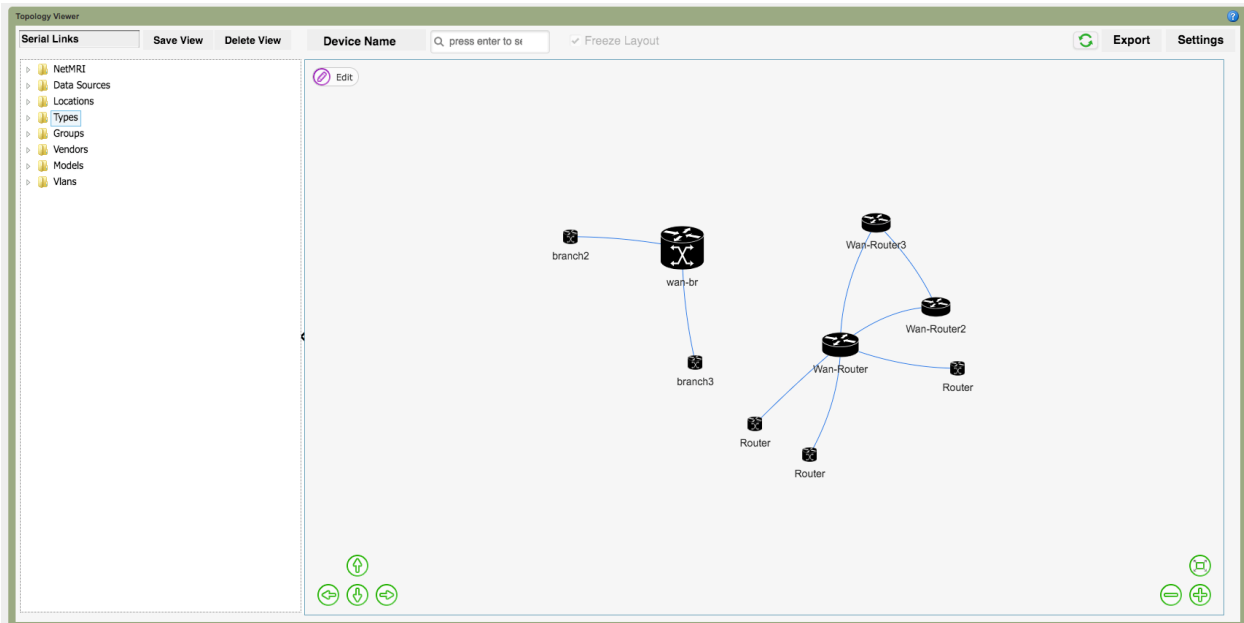 Topology Viewer
Serial Links Save View Delete View Device Name press enter to se Freeze Layout Export Settings
NetMRI
Data Sources
Locations
Types
Groups
Vendors
Models
Vlans
Edit
Wan-Router3
branch2
wan-br
Wan-Router2
Wan-Router
branch3
Router
Router
Router